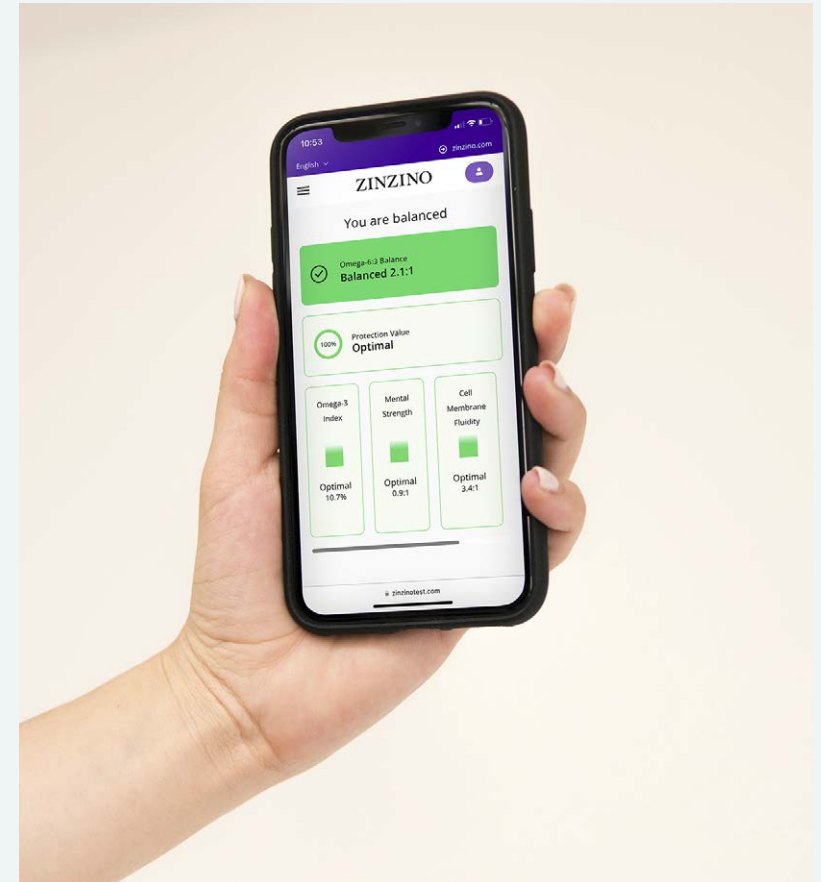 10:53
English
zinzino.com
ZINZINO
You are balanced
Omega-6:3 Balance
Balanced 2.1:1
100%
Protection Value
Optimal
Omega-3
Index
Optimal
10.7%
Mental
Strength
Optimal
0.9:1
Cell
Membrane
Fluidity
Optimal
3.4:1
zinzinotest.com